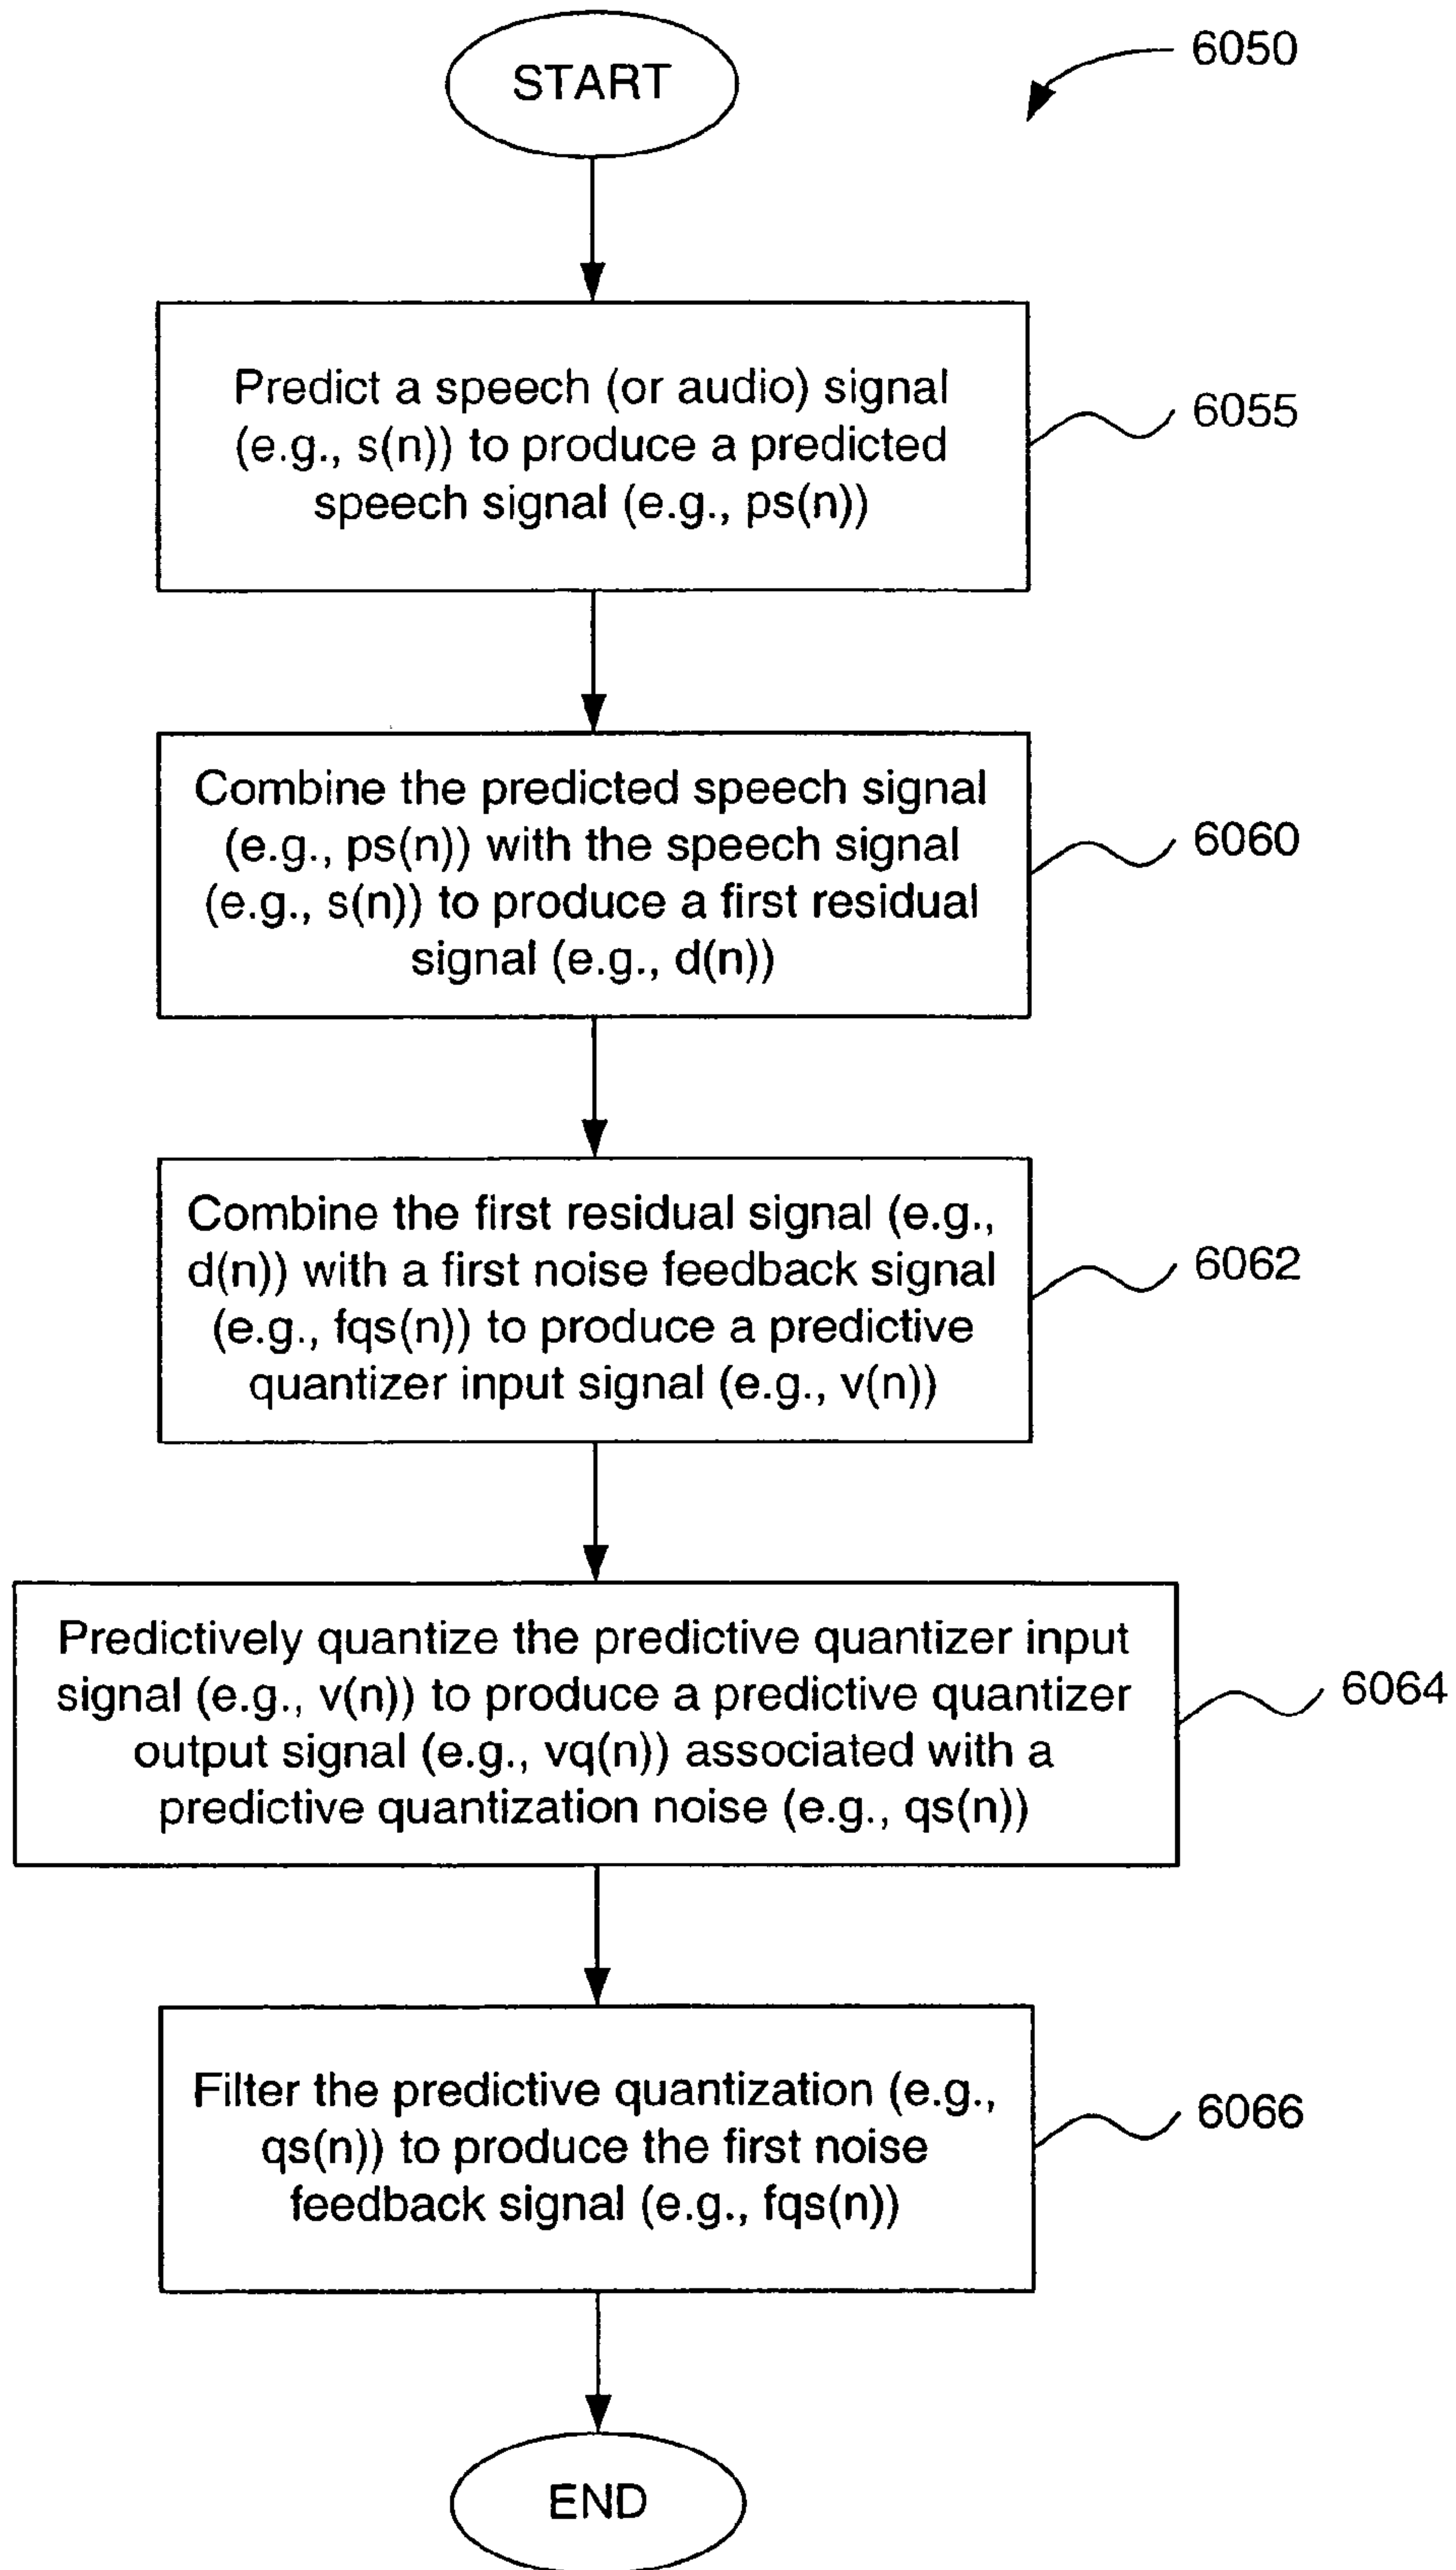 START
6050
Predict a speech (or audio) signal
(e.g., s(n)) to produce a predicted
speech signal (e.g., ps(n))
6055
Combine the predicted speech signal
(e.g., ps(n)) with the speech signal
(e.g., s(n)) to produce a first residual
signal (e.g., d(n))
6060
Combine the first residual signal (e.g.,
d(n)) with a first noise feedback signal
(e.g., fqs(n)) to produce a predictive
quantizer input signal (e.g., v(n))
6062
Predictively quantize the predictive quantizer input
signal (e.g., v(n)) to produce a predictive quantizer
output signal (e.g., vq(n)) associated with a
predictive quantization noise (e.g., qs(n))
6064
Filter the predictive quantization (e.g.,
qs(n)) to produce the first noise
feedback signal (e.g., fqs(n))
6066
END